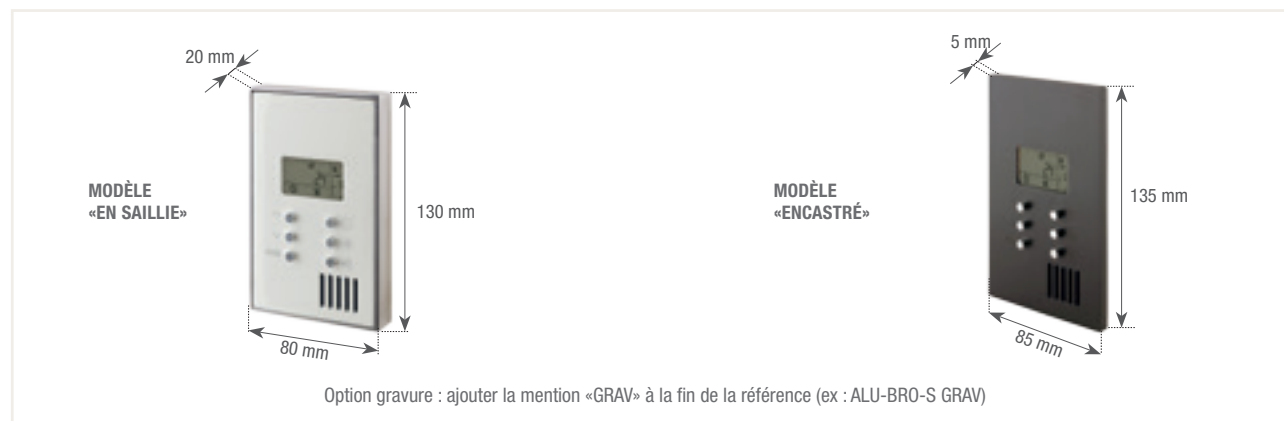 20 mm
MODÈLE
«EN SAILLIE»
130 mm
80 mm
5 mm
MODÈLE
«ENCASTRÉ»
135 mm
85 mm
Option gravure : ajouter la mention «GRAV» à la fin de la référence (ex : ALU-BRO-S GRAV)